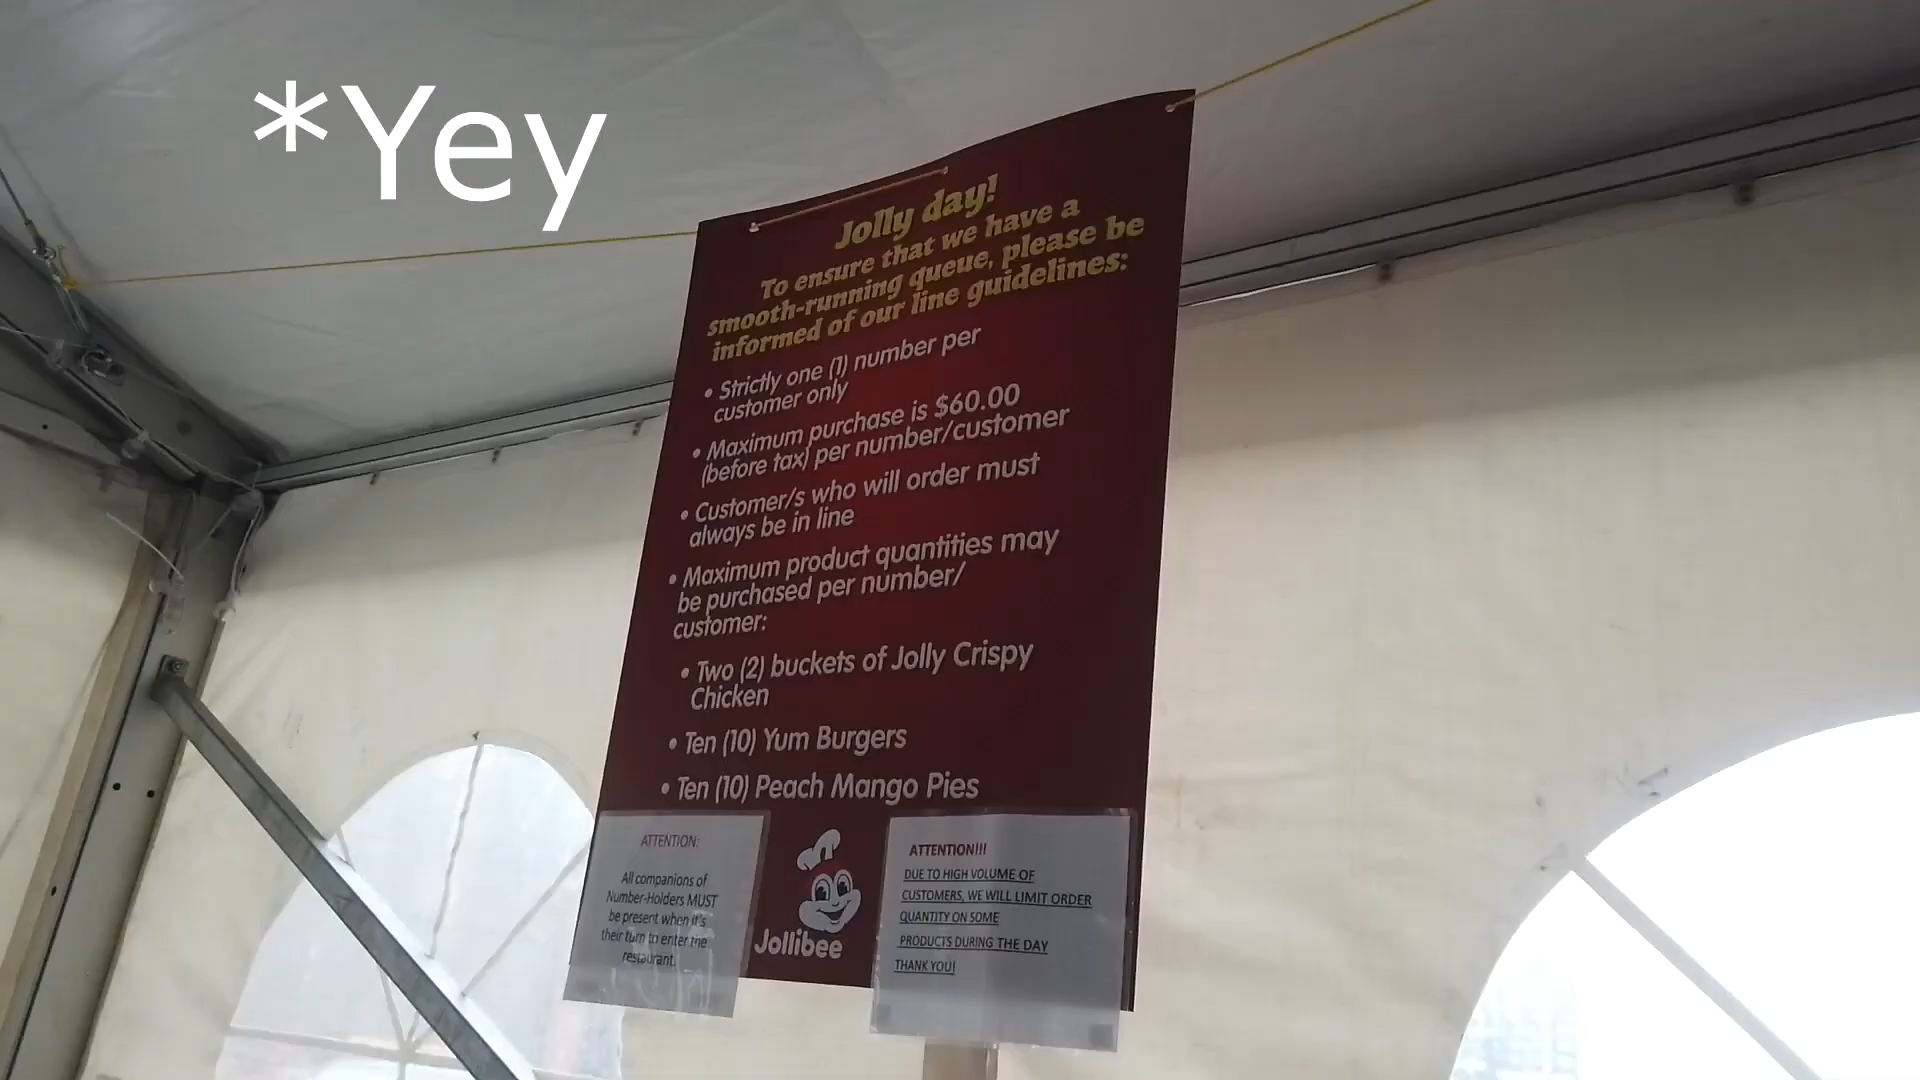 *Yey
Jolly day!
To ensure that we have a
smooth-running queue, please be
informed of our line guidelines:
• Strictly one (1) number per
customer only
• Maximum purchase is $60.00
(before tax) per number/customer
• Customer/s who will order must
always be in line
• Maximum product quantities may
be purchased per number/
customer:
• Two (2) buckets of Jolly Crispy
Chicken
• Ten (10) Yum Burgers
• Ten (10) Peach Mango Pies
ATTENTION:
All companions of
Number-Holders MUST
be present when it's
their turn to enter the
restaurant.
Jollibee
ATTENTION!!!
DUE TO HIGH VOLUME OF
CUSTOMERS, WE WILL LIMIT ORDER
QUANTITY ON SOME
PRODUCTS DURING THE DAY
THANK YOU!